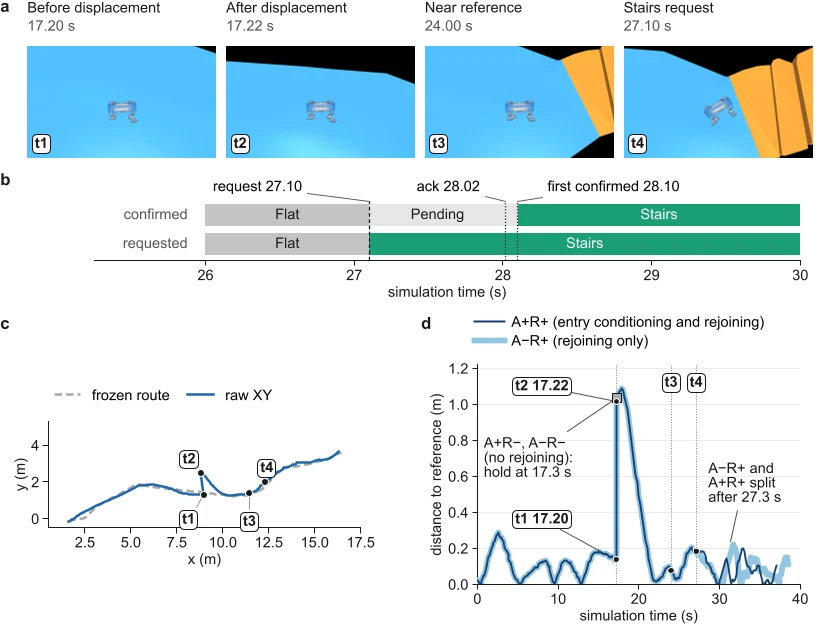 a
Before displacement
17.20 s
After displacement
17.22 s
Near reference
24.00 s
Stairs request
27.10 s
t1
t2
t3
t4
b
request 27.10
ack 28.02
first confirmed 28.10
confirmed
Flat
Pending
Stairs
requested
Flat
Stairs
26
27
28
29
30
simulation time (s)
c
frozen route
raw XY
y (m)
4
2
0
t2
t4
t1
t3
2.5
5.0
7.5
10.0
12.5
15.0
17.5
x (m)
d
A+R+ (entry conditioning and rejoining)
A−R+ (rejoining only)
distance to reference (m)
1.2
1.0
0.8
0.6
0.4
0.2
0.0
t2 17.22
t3
t4
A+R−, A−R−
(no rejoining):
hold at 17.3 s
A−R+ and
A+R+ split
after 27.3 s
t1 17.20
0
10
20
30
40
simulation time (s)